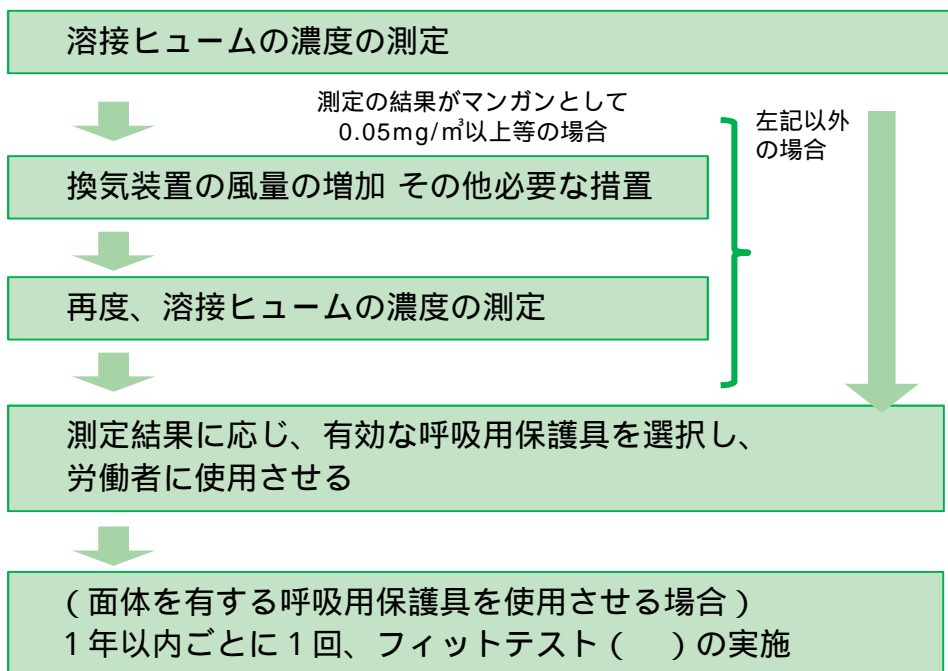 溶接ヒュームの濃度の測定
測定の結果がマンガンとして
0.05mg/㎥以上等の場合
左記以外
の場合
換気装置の風量の増加 その他必要な措置
再度、溶接ヒュームの濃度の測定
測定結果に応じ、有効な呼吸用保護具を選択し、
労働者に使用させる
(面体を有する呼吸用保護具を使用させる場合)
1年以内ごとに1回、フィットテスト(　)の実施